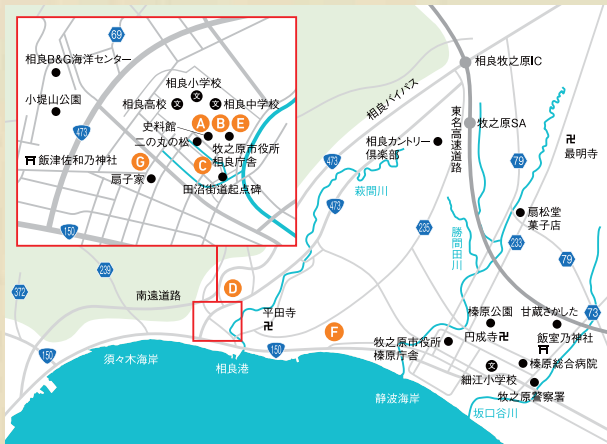 69
相良B&G海洋センター
小堤山公園
473
飯津佐和乃神社
150
相良小学校
文
相良高校
文
文
相良中学校
史料館
A
B
E
二の丸の松
牧之原市役所
相良庁舎
G
C
扇子家
田沼街道起点碑
相良バイパス
相良牧之原IC
東名高速道路
牧之原SA
相良カントリー
倶楽部
最明寺
79
473
萩間川
473
235
勝間田川
扇松堂
菓子店
233
79
239
372
南遠道路
D
平田寺
F
73
榛原公園
甘蔵さかした
円成寺
飯室乃神社
牧之原市役所
榛原庁舎
榛原総合病院
文
細江小学校
牧之原警察署
150
須々木海岸
相良港
150
静波海岸
坂口谷川